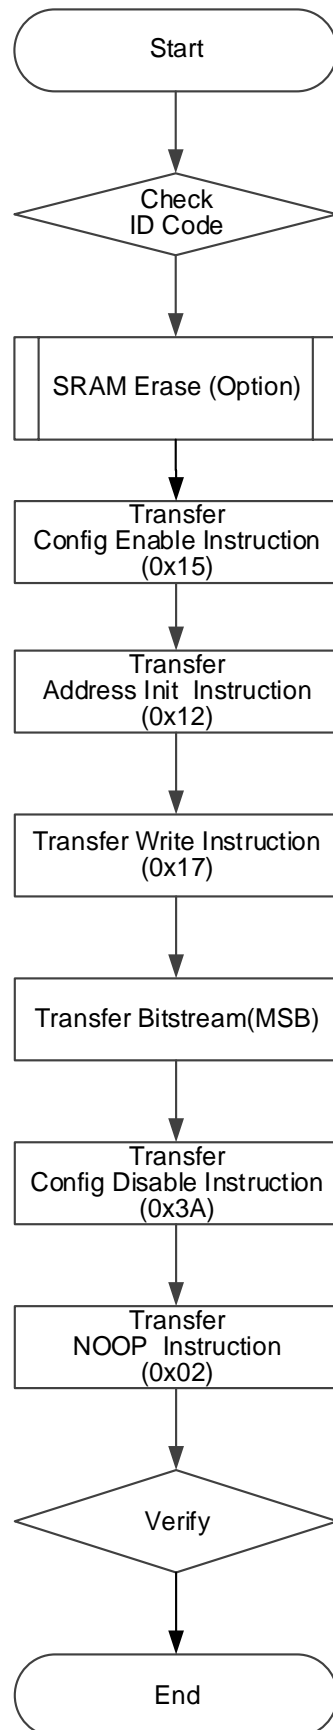 Start
Check
ID Code
SRAM Erase (Option)
Transfer
Config Enable Instruction
(0x15)
Transfer
Address Init  Instruction
(0x12)
Transfer Write Instruction
(0x17)
Transfer Bitstream(MSB)
Transfer
Config Disable Instruction
(0x3A)
Transfer
NOOP  Instruction
(0x02)
Verify
End